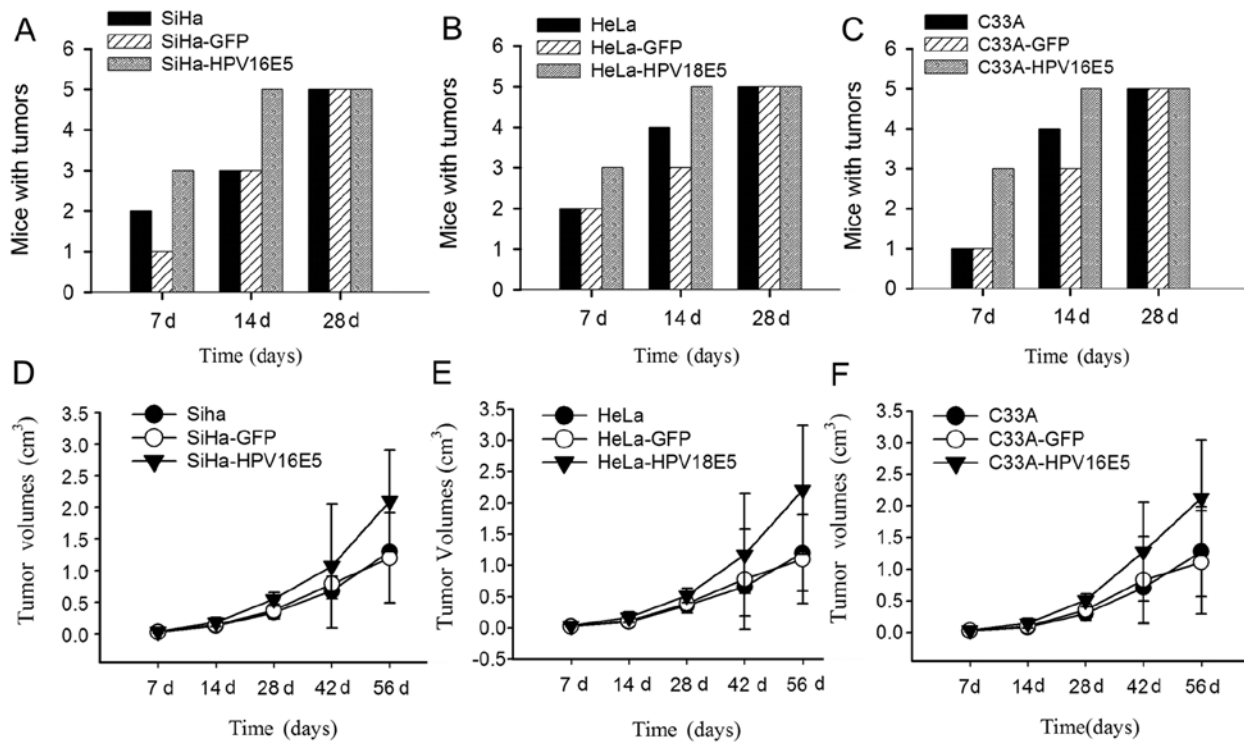 A
SiHa
SiHa-GFP
SiHa-HPV16E5
Mice with tumors
6
5
4
3
2
1
0
7 d 14 d 28 d
Time (days)
B
HeLa
HeLa-GFP
HeLa-HPV18E5
Mice with tumors
6
5
4
3
2
1
0
7 d 14 d 28 d
Time (days)
C
C33A
C33A-GFP
C33A-HPV16E5
Mice with tumors
6
5
4
3
2
1
0
7 d 14 d 28 d
Time (days)
D
Siha
SiHa-GFP
SiHa-HPV16E5
Tumor volumes (cm³)
3.5
3.0
2.5
2.0
1.5
1.0
0.5
0.0
7 d 14 d 28 d 42 d 56 d
Time (days)
E
HeLa
HeLa-GFP
HeLa-HPV18E5
Tumor Volumes (cm³)
3.5
3.0
2.5
2.0
1.5
1.0
0.5
0.0
-0.5
7 d 14 d 28 d 42 d 56 d
Time (days)
F
C33A
C33A-GFP
C33A-HPV16E5
Tumor volumes (cm³)
3.5
3.0
2.5
2.0
1.5
1.0
0.5
0.0
7d 14d 28 d 42 d 56 d
Time(days)